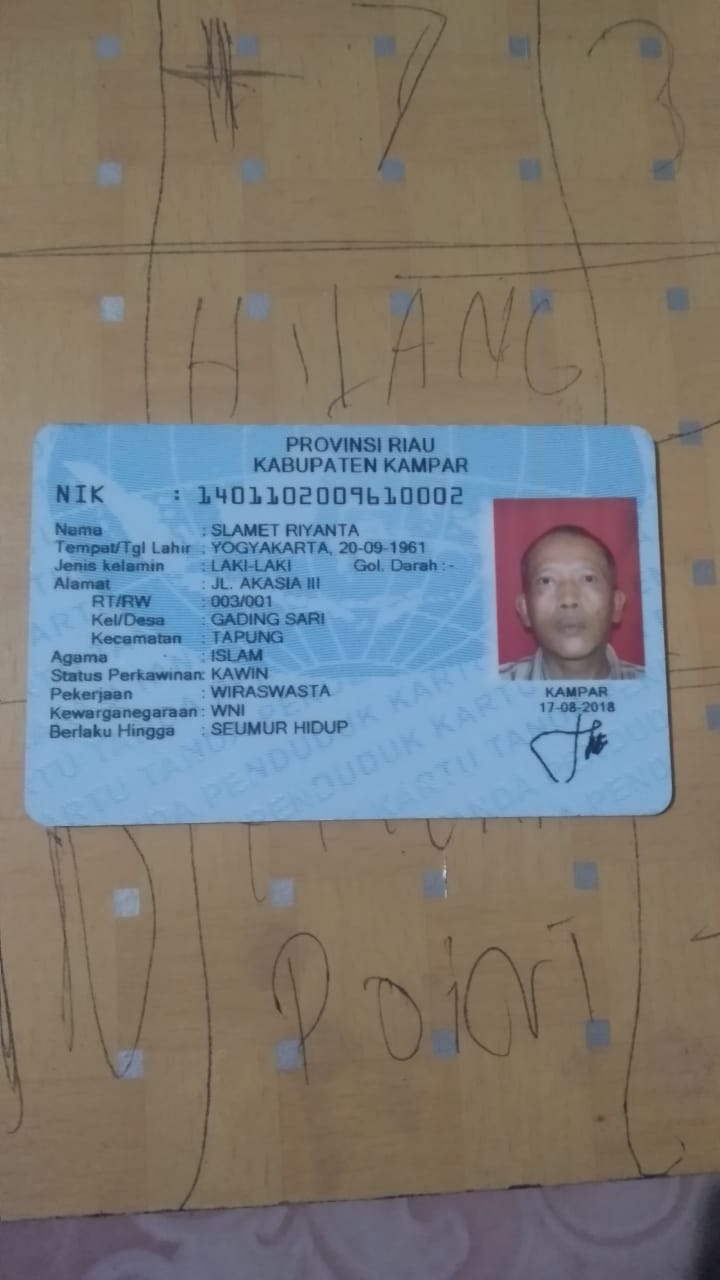 # 7 3
HILANG
PROVINSI RIAU
KABUPATEN KAMPAR
NIK : 1401102009610002
Nama : SLAMET RIYANTA
Tempat/Tgl Lahir : YOGYAKARTA, 20-09-1961
Jenis kelamin : LAKI-LAKI Gol. Darah : -
Alamat : JL. AKASIA III
RT/RW : 003/001
Kel/Desa : GADING SARI
Kecamatan : TAPUNG
Agama : ISLAM
Status Perkawinan: KAWIN
Pekerjaan : WIRASWASTA
Kewarganegaraan : WNI
Berlaku Hingga : SEUMUR HIDUP
KAMPAR
17-08-2018
KARTU TANDA PENDUDUK
Point